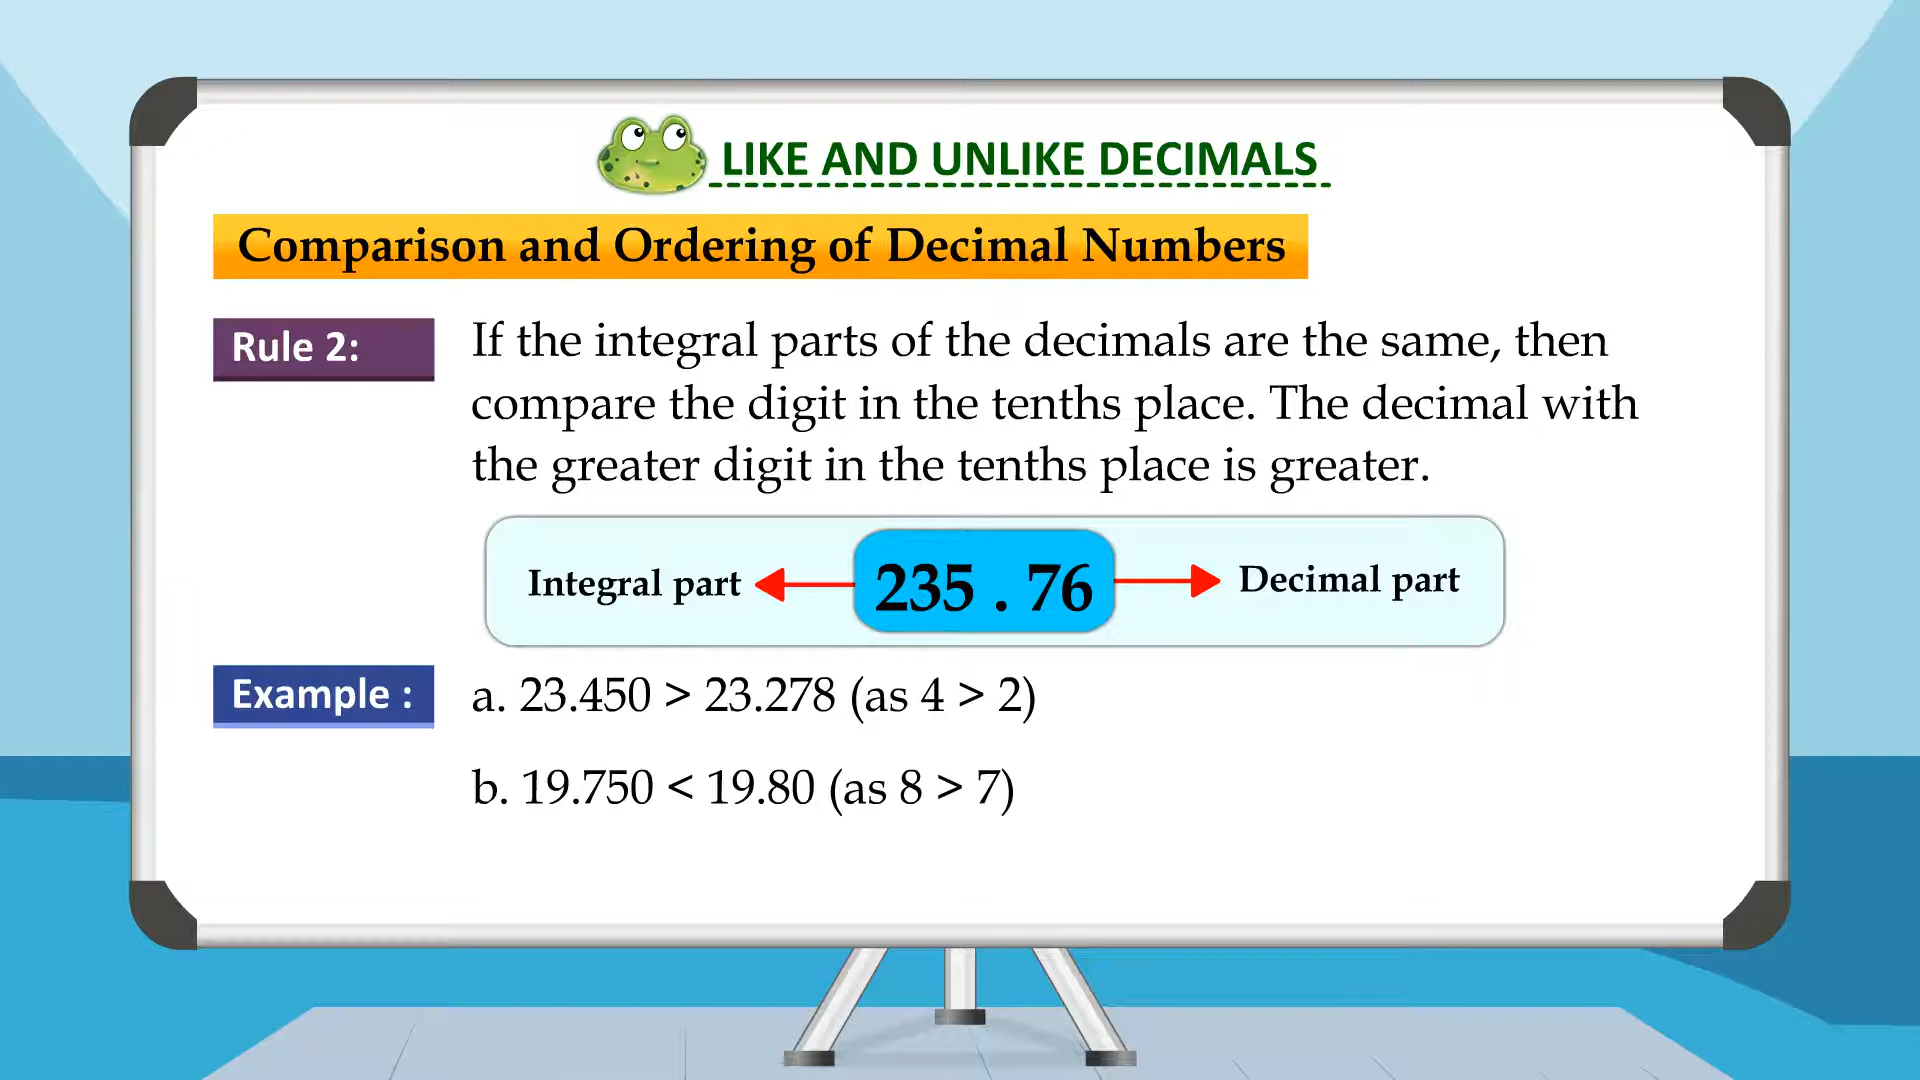 LIKE AND UNLIKE DECIMALS
Comparison and Ordering of Decimal Numbers
Rule 2:
If the integral parts of the decimals are the same, then
compare the digit in the tenths place. The decimal with
the greater digit in the tenths place is greater.
Integral part 235 . 76 Decimal part
Example :
a. 23.450 > 23.278 (as 4 > 2)
b. 19.750 < 19.80 (as 8 > 7)